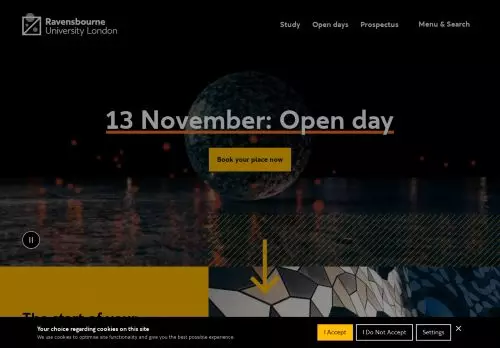 Ravensbourne
University London
Study
Open days
Prospectus
Menu & Search
13 November: Open day
Book your place now
The start of your
Your choice regarding cookies on this site
We use cookies to optimise site functionality and give you the best possible experience
I Accept
I Do Not Accept
Settings